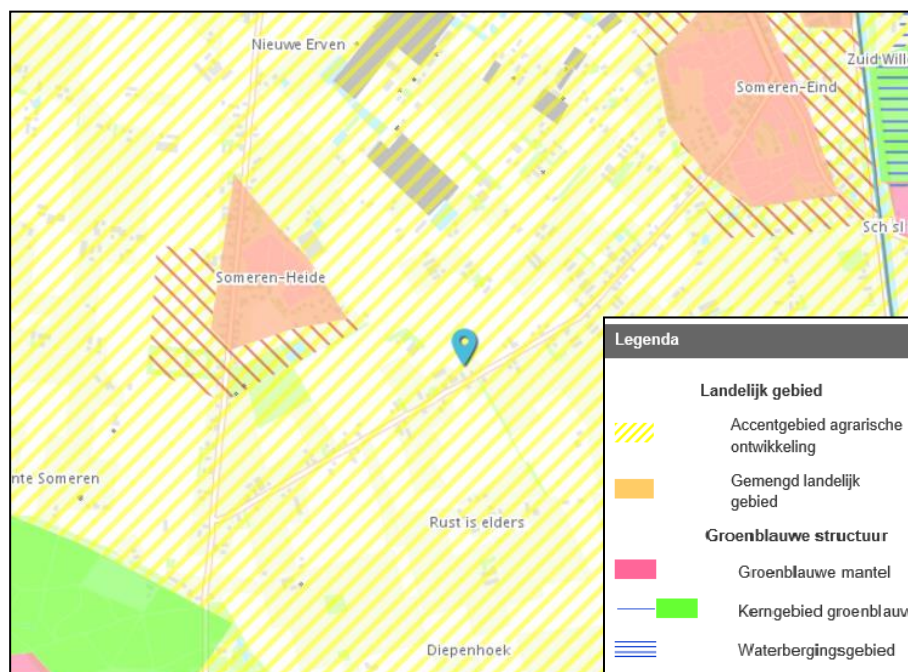 Nieuwe Erven
Zuid Wille
Someren-Eind
Sch sl
Someren-Heide
nte Someren
Rust is elders
Diepenhoek
Legenda
Landelijk gebied
Accentgebied agrarische
ontwikkeling
Gemengd landelijk
gebied
Groenblauwe structuur
Groenblauwe mantel
Kerngebied groenblauw
Waterbergingsgebied